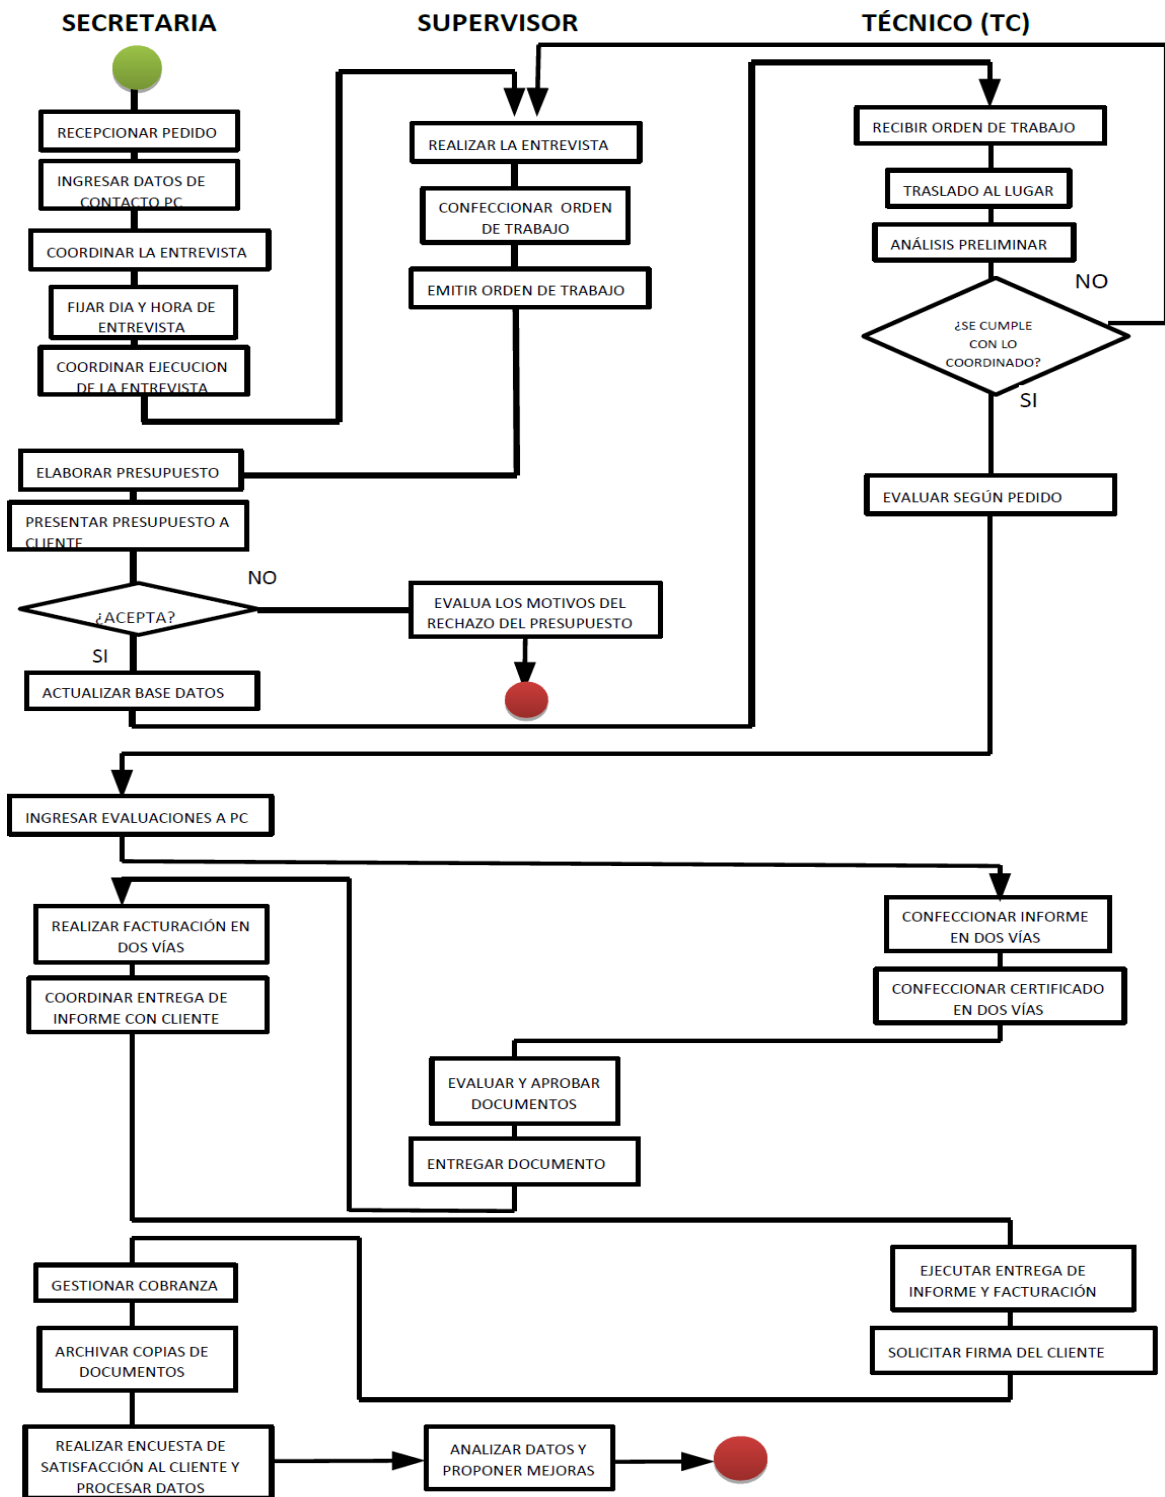 SECRETARIA
SUPERVISOR
TÉCNICO (TC)
RECEPCIONAR PEDIDO
INGRESAR DATOS DE
CONTACTO PC
COORDINAR LA ENTREVISTA
FIJAR DIA Y HORA DE
ENTREVISTA
COORDINAR EJECUCION
DE LA ENTREVISTA
REALIZAR LA ENTREVISTA
CONFECCIONAR ORDEN
DE TRABAJO
EMITIR ORDEN DE TRABAJO
RECIBIR ORDEN DE TRABAJO
TRASLADO AL LUGAR
ANÁLISIS PRELIMINAR
NO
¿SE CUMPLE
CON LO
COORDINADO?
SI
ELABORAR PRESUPUESTO
PRESENTAR PRESUPUESTO A
CLIENTE
EVALUAR SEGÚN PEDIDO
NO
¿ACEPTA?
SI
EVALUA LOS MOTIVOS DEL
RECHAZO DEL PRESUPUESTO
ACTUALIZAR BASE DATOS
INGRESAR EVALUACIONES A PC
REALIZAR FACTURACIÓN EN
DOS VÍAS
COORDINAR ENTREGA DE
INFORME CON CLIENTE
CONFECCIONAR INFORME
EN DOS VÍAS
CONFECCIONAR CERTIFICADO
EN DOS VÍAS
EVALUAR Y APROBAR
DOCUMENTOS
ENTREGAR DOCUMENTO
GESTIONAR COBRANZA
ARCHIVAR COPIAS DE
DOCUMENTOS
EJECUTAR ENTREGA DE
INFORME Y FACTURACIÓN
SOLICITAR FIRMA DEL CLIENTE
REALIZAR ENCUESTA DE
SATISFACCIÓN AL CLIENTE Y
PROCESAR DATOS
ANALIZAR DATOS Y
PROPONER MEJORAS